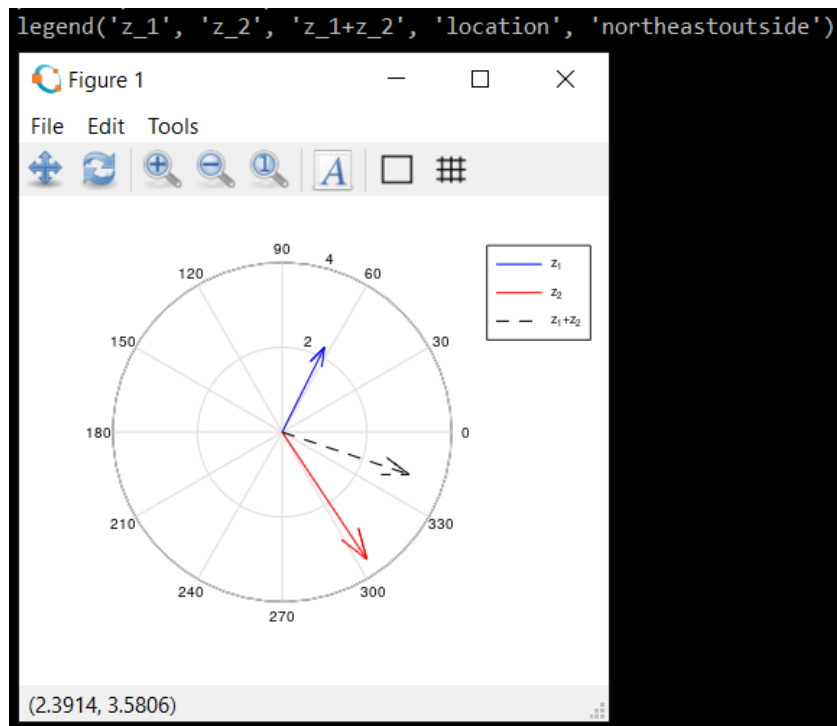 legend('z_1', 'z_2', 'z_1+z_2', 'location', 'northeastoutside')
Figure 1
File Edit Tools
A
90
4
120
60
z₁
z₂
z₁+z₂
150
2
30
180
0
210
330
240
300
270
(2.3914, 3.5806)